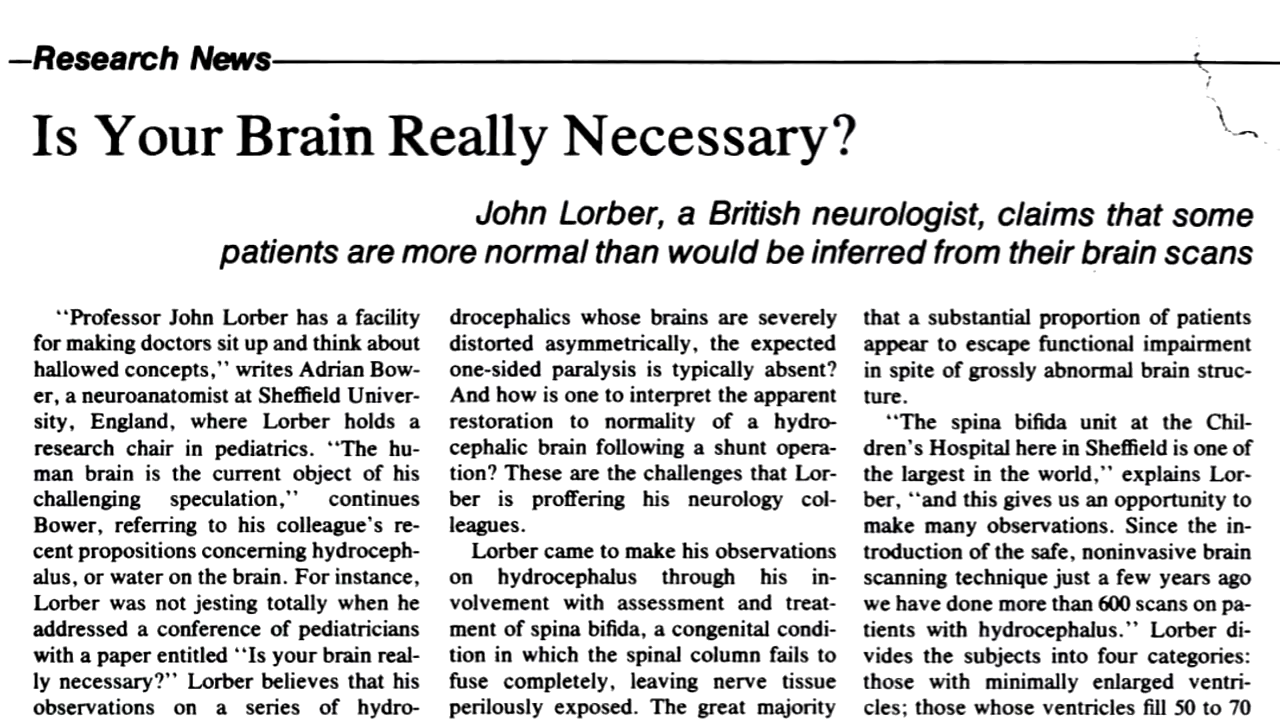 Research News
Is Your Brain Really Necessary?
John Lorber, a British neurologist, claims that some
patients are more normal than would be inferred from their brain scans
“Professor John Lorber has a facility
for making doctors sit up and think about
hallowed concepts,” writes Adrian Bow-
er, a neuroanatomist at Sheffield Univer-
sity, England, where Lorber holds a
research chair in pediatrics. “The hu-
man brain is the current object of his
challenging speculation,” continues
Bower, referring to his colleague’s re-
cent propositions concerning hydroceph-
alus, or water on the brain. For instance,
Lorber was not jesting totally when he
addressed a conference of pediatricians
with a paper entitled “Is your brain real-
ly necessary?” Lorber believes that his
observations on a series of hydro-
drocephalics whose brains are severely
distorted asymmetrically, the expected
one-sided paralysis is typically absent?
And how is one to interpret the apparent
restoration to normality of a hydro-
cephalic brain following a shunt opera-
tion? These are the challenges that Lor-
ber is proffering his neurology col-
leagues.
Lorber came to make his observations
on hydrocephalus through his in-
volvement with assessment and treat-
ment of spina bifida, a congenital condi-
tion in which the spinal column fails to
fuse completely, leaving nerve tissue
perilously exposed. The great majority
that a substantial proportion of patients
appear to escape functional impairment
in spite of grossly abnormal brain struc-
ture.
“The spina bifida unit at the Chil-
dren’s Hospital here in Sheffield is one of
the largest in the world,” explains Lor-
ber, “and this gives us an opportunity to
make many observations. Since the in-
troduction of the safe, noninvasive brain
scanning technique just a few years ago
we have done more than 600 scans on pa-
tients with hydrocephalus.” Lorber di-
vides the subjects into four categories:
those with minimally enlarged ventri-
cles; those whose ventricles fill 50 to 70